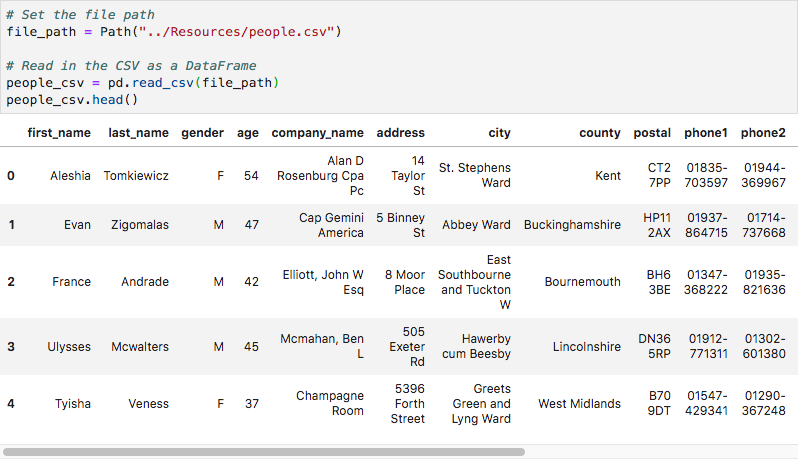 # Set the file path
file_path = Path("../Resources/people.csv")
# Read in the CSV as a DataFrame
people_csv = pd.read_csv(file_path)
people_csv.head()
first_name last_name gender age company_name address city county postal phone1 phone2
0 Aleshia Tomkiewicz F 54 Alan D Rosenburg Cpa Pc 14 Taylor St St. Stephens Ward Kent CT2 7PP 01835-703597 01944-369967
1 Evan Zigomalas M 47 Cap Gemini America 5 Binney St Abbey Ward Buckinghamshire HP11 2AX 01937-864715 01714-737668
2 France Andrade M 42 Elliott, John W Esq 8 Moor Place East Southbourne and Tuckton W Bournemouth BH6 3BE 01347-368222 01935-821636
3 Ulysses Mcwalters M 45 Mcmahan, Ben L 505 Exeter Rd Hawerby cum Beesby Lincolnshire DN36 5RP 01912-771311 01302-601380
4 Tyisha Veness F 37 Champagne Room 5396 Forth Street Greets Green and Lyng Ward West Midlands B70 9DT 01547-429341 01290-367248